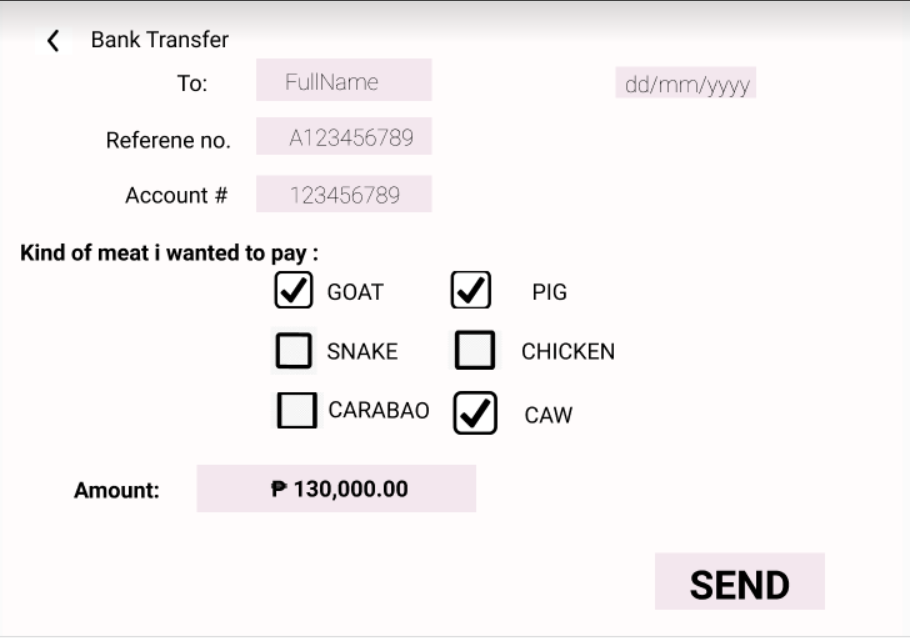 Bank Transfer
To: FullName dd/mm/yyyy
Referene no. A123456789
Account # 123456789
Kind of meat i wanted to pay :
GOAT PIG
SNAKE CHICKEN
CARABAO CAW
Amount: ₱ 130,000.00
SEND